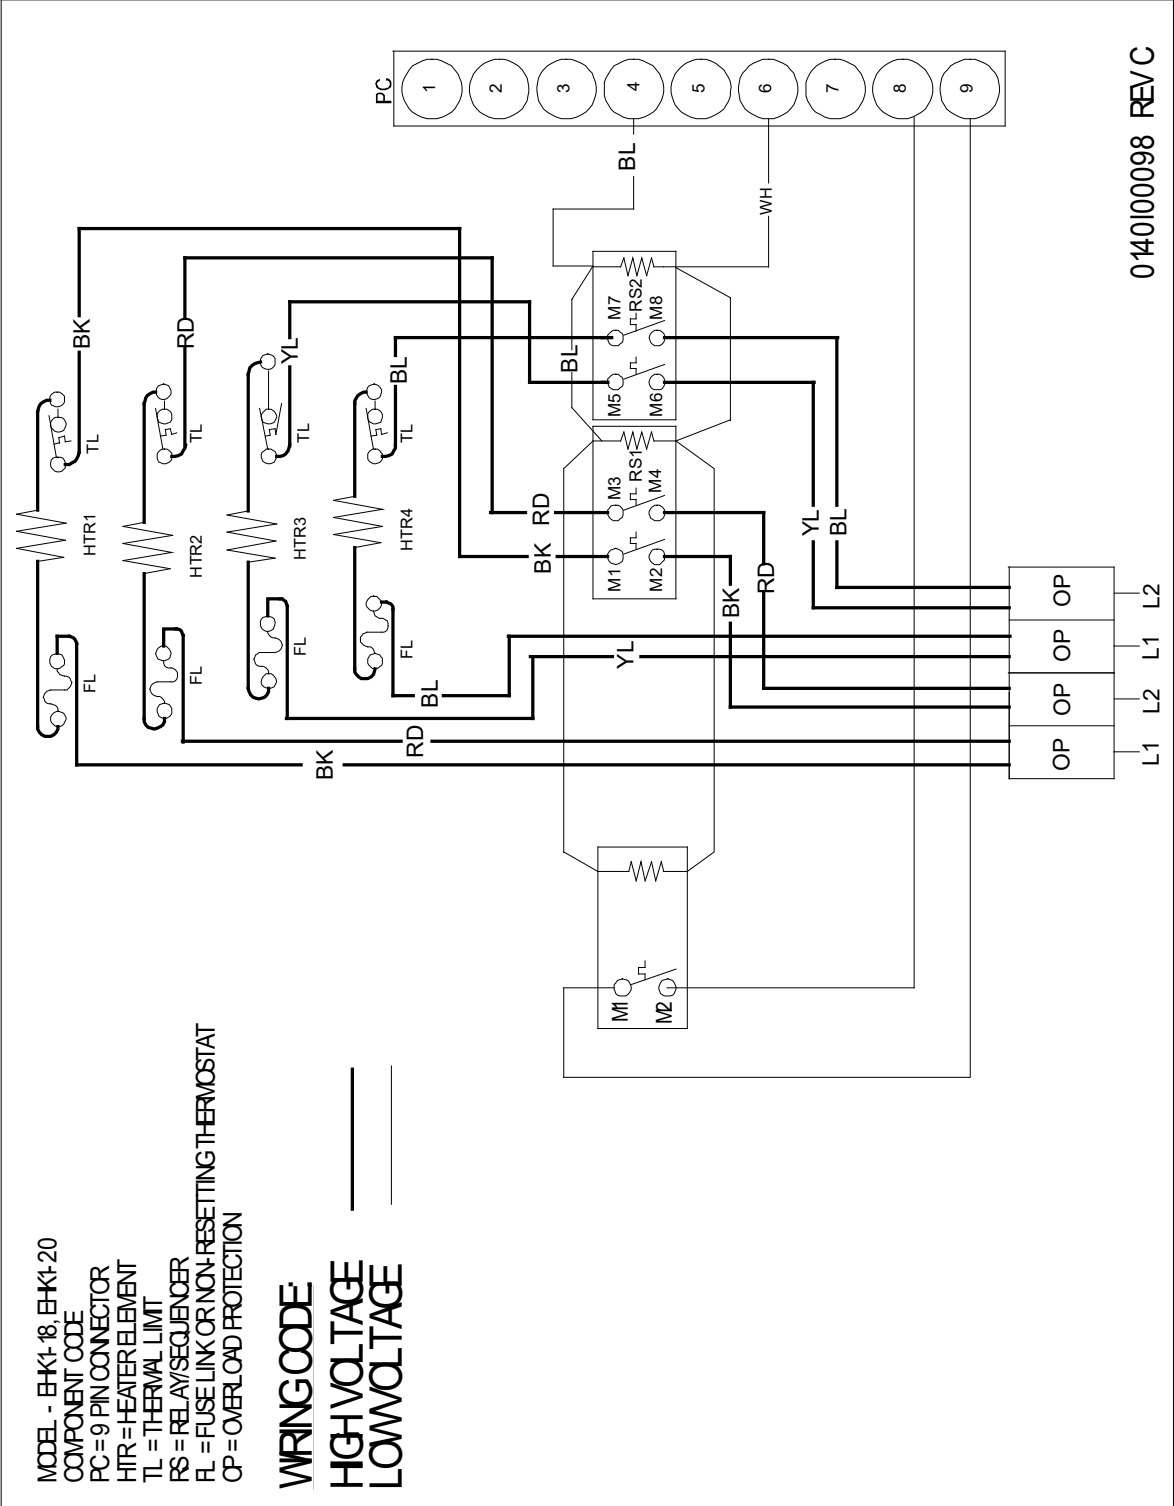 MODEL - EHK1-18, EHK1-20
COMPONENT CODE
PC = 9 PIN CONNECTOR
HTR = HEATER ELEMENT
TL = THERMAL LIMIT
RS = RELAY/SEQUENCER
FL = FUSE LINK OR NON-RESETTING THERMOSTAT
OP = OVERLOAD PROTECTION
WIRING CODE:
HIGH VOLTAGE
LOW VOLTAGE
FL
HTR1
TL
BK
FL
HTR2
TL
RD
FL
HTR3
TL
YL
FL
HTR4
TL
BL
BK
RD
BL
YL
BK
RD
BL
M1
M2
M1
M2
M3
M4
RS1
M5
M6
M7
M8
RS2
BK
RD
YL
BL
BL
WH
PC
1
2
3
4
5
6
7
8
9
OP
OP
OP
OP
L1
L2
L1
L2
0140I00098 REV C